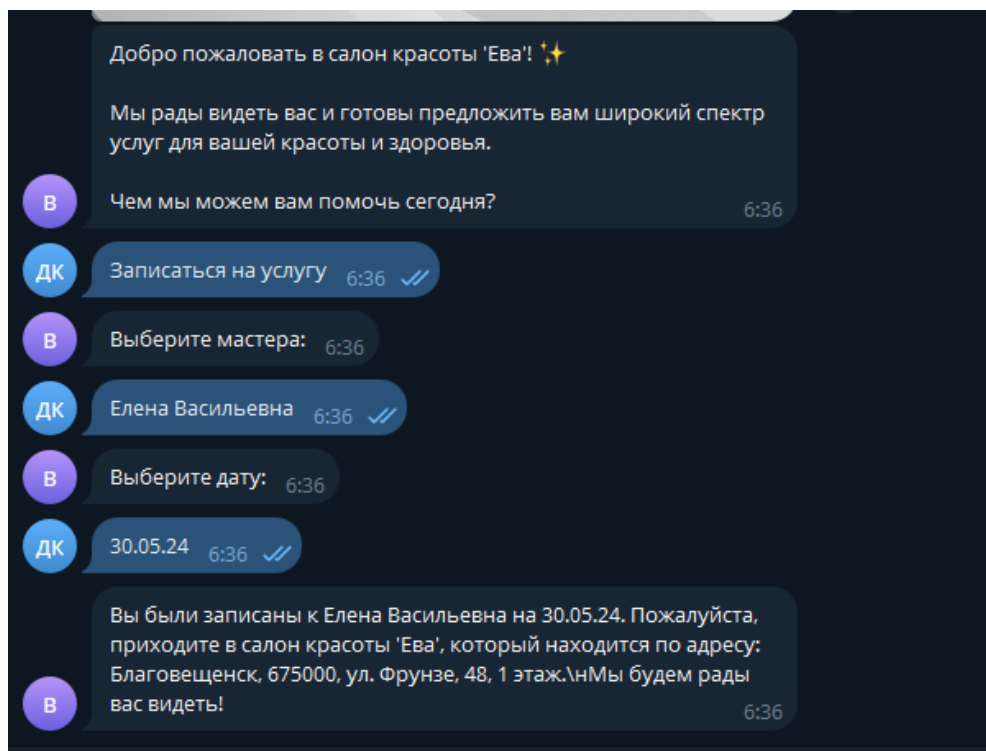 Добро пожаловать в салон красоты 'Ева'! ✨
Мы рады видеть вас и готовы предложить вам широкий спектр
услуг для вашей красоты и здоровья.
В
Чем мы можем вам помочь сегодня?
6:36
ДК
Записаться на услугу 6:36
В
Выберите мастера: 6:36
ДК
Елена Васильевна 6:36
В
Выберите дату: 6:36
ДК
30.05.24 6:36
Вы были записаны к Елена Васильевна на 30.05.24. Пожалуйста,
приходите в салон красоты 'Ева', который находится по адресу:
Благовещенск, 675000, ул. Фрунзе, 48, 1 этаж.\нМы будем рады
В
вас видеть!
6:36